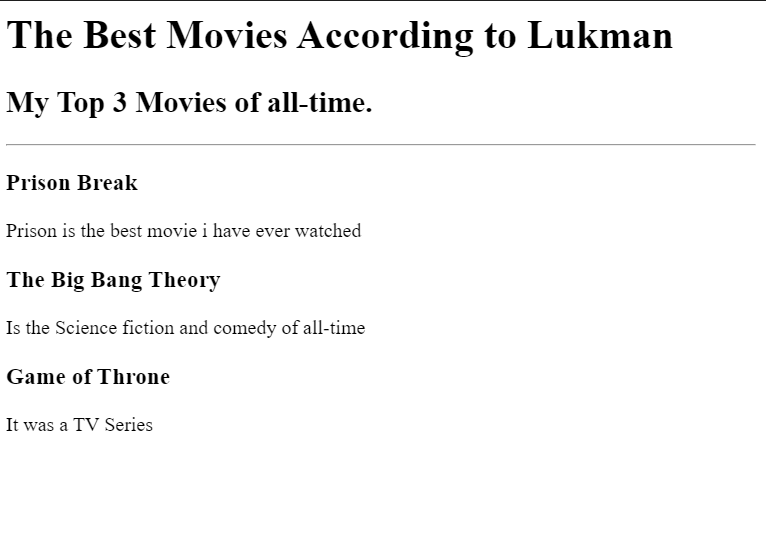 The Best Movies According to Lukman
My Top 3 Movies of all-time.
Prison Break
Prison is the best movie i have ever watched
The Big Bang Theory
Is the Science fiction and comedy of all-time
Game of Throne
It was a TV Series